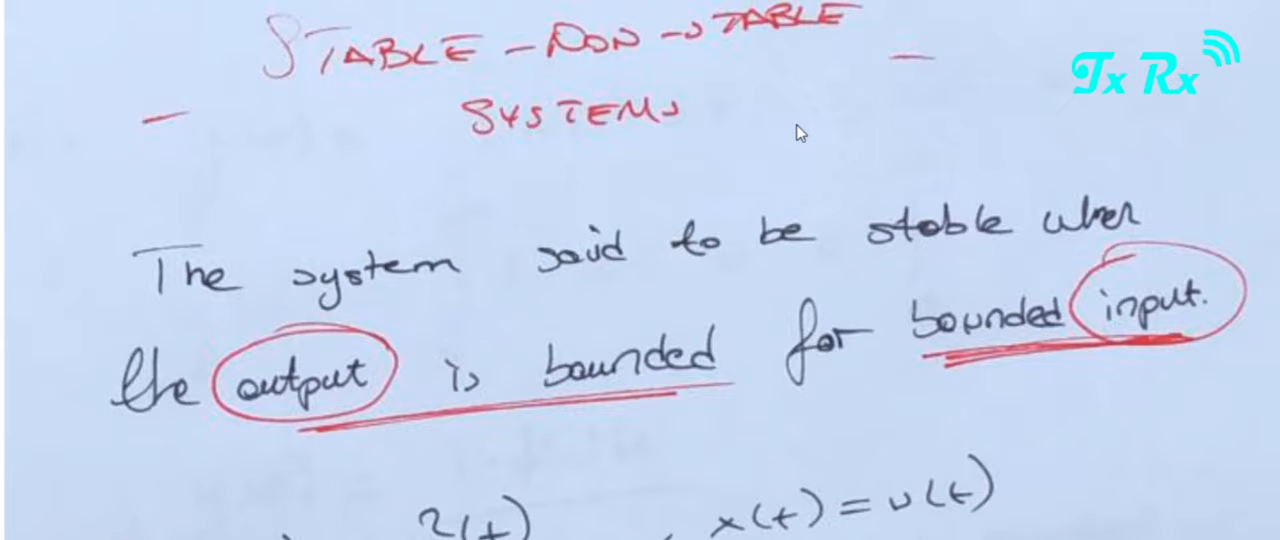 STABLE - NON - STABLE -
- SYSTEMS
Tx Rx
The system said to be stable when
the output is bounded for bounded input.
2(t) x(t) = u(t)